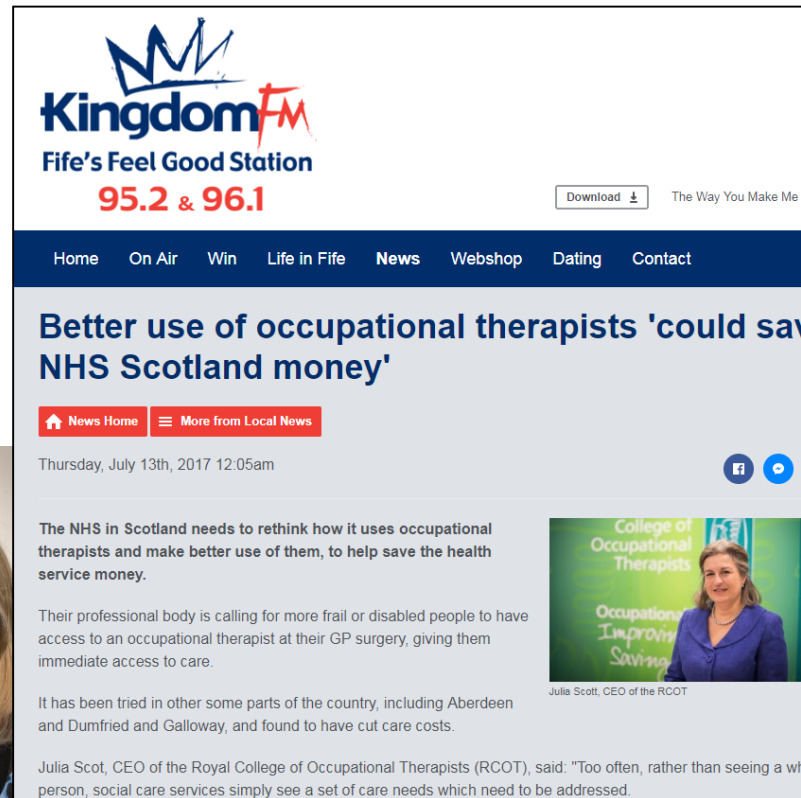 KingdomFM
Fife's Feel Good Station
95.2 & 96.1
Download
The Way You Make Me
Home On Air Win Life in Fife News Webshop Dating Contact
Better use of occupational therapists 'could sav
NHS Scotland money'
News Home More from Local News
Thursday, July 13th, 2017 12:05am
The NHS in Scotland needs to rethink how it uses occupational
therapists and make better use of them, to help save the health
service money.
Their professional body is calling for more frail or disabled people to have
access to an occupational therapist at their GP surgery, giving them
immediate access to care.
It has been tried in other some parts of the country, including Aberdeen
and Dumfried and Galloway, and found to have cut care costs.
College of
Occupational
Therapists
Occupation
Improvin
Saving
Julia Scott, CEO of the RCOT
Julia Scot, CEO of the Royal College of Occupational Therapists (RCOT), said: "Too often, rather than seeing a wh
person, social care services simply see a set of care needs which need to be addressed.